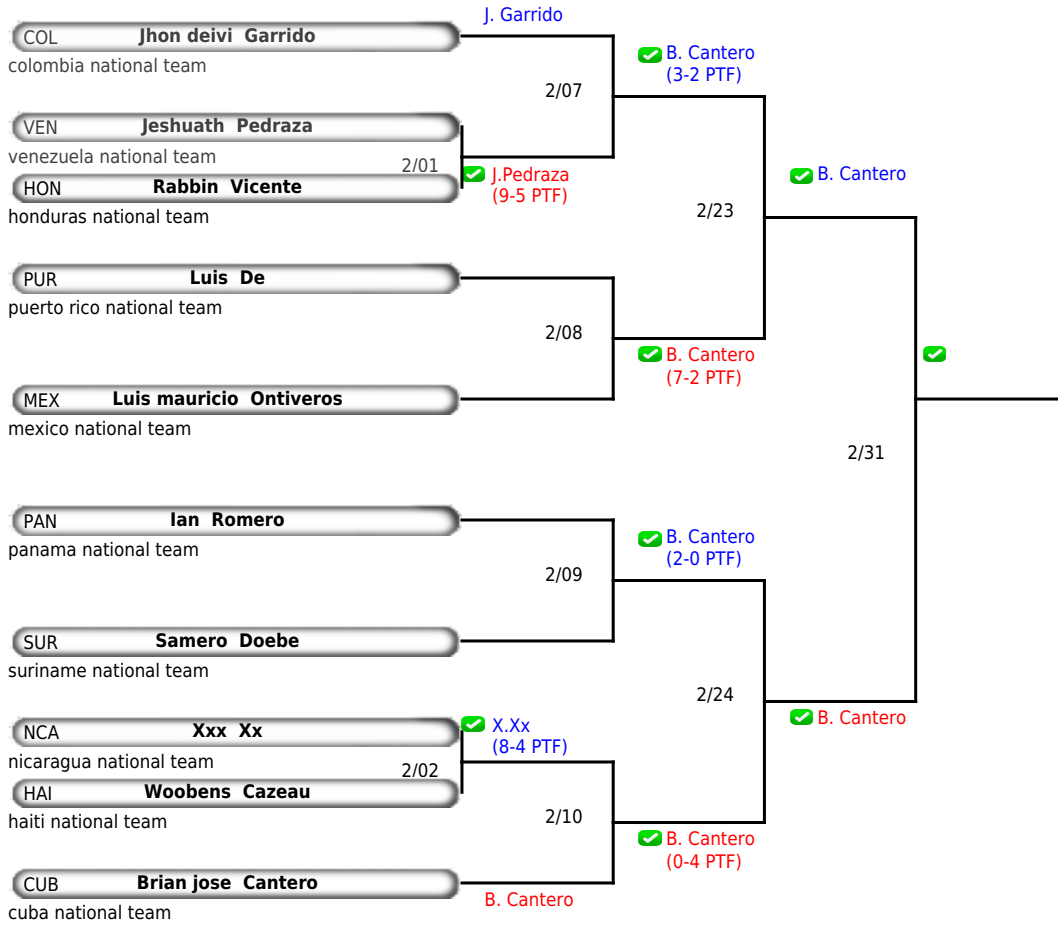 J. Garrido
COL Jhon deivi Garrido
colombia national team
B. Cantero
(3-2 PTF)
2/07
VEN Jeshuath Pedraza
venezuela national team
2/01
J.Pedraza
(9-5 PTF)
B. Cantero
HON Rabbin Vicente
honduras national team
2/23
PUR Luis De
puerto rico national team
2/08
B. Cantero
(7-2 PTF)
MEX Luis mauricio Ontiveros
mexico national team
2/31
PAN Ian Romero
panama national team
B. Cantero
(2-0 PTF)
2/09
SUR Samero Doebe
suriname national team
2/24
B. Cantero
NCA Xxx Xx
nicaragua national team
X.Xx
(8-4 PTF)
2/02
HAI Woobens Cazeau
haiti national team
2/10
B. Cantero
(0-4 PTF)
CUB Brian jose Cantero
cuba national team
B. Cantero